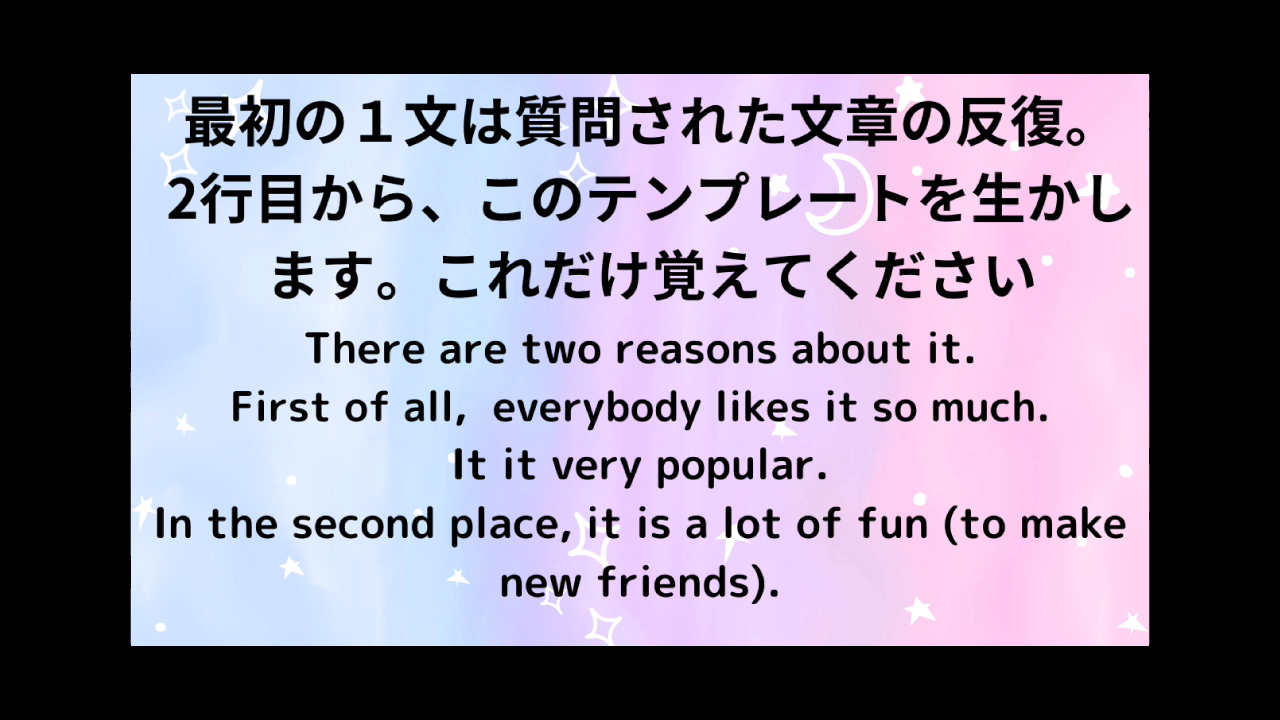 最初の１文は質問された文章の反復。
2行目から、このテンプレートを生かし
ます。これだけ覚えてください
There are two reasons about it.
First of all,  everybody likes it so much.
It it very popular.
In the second place, it is a lot of fun (to make
new friends).